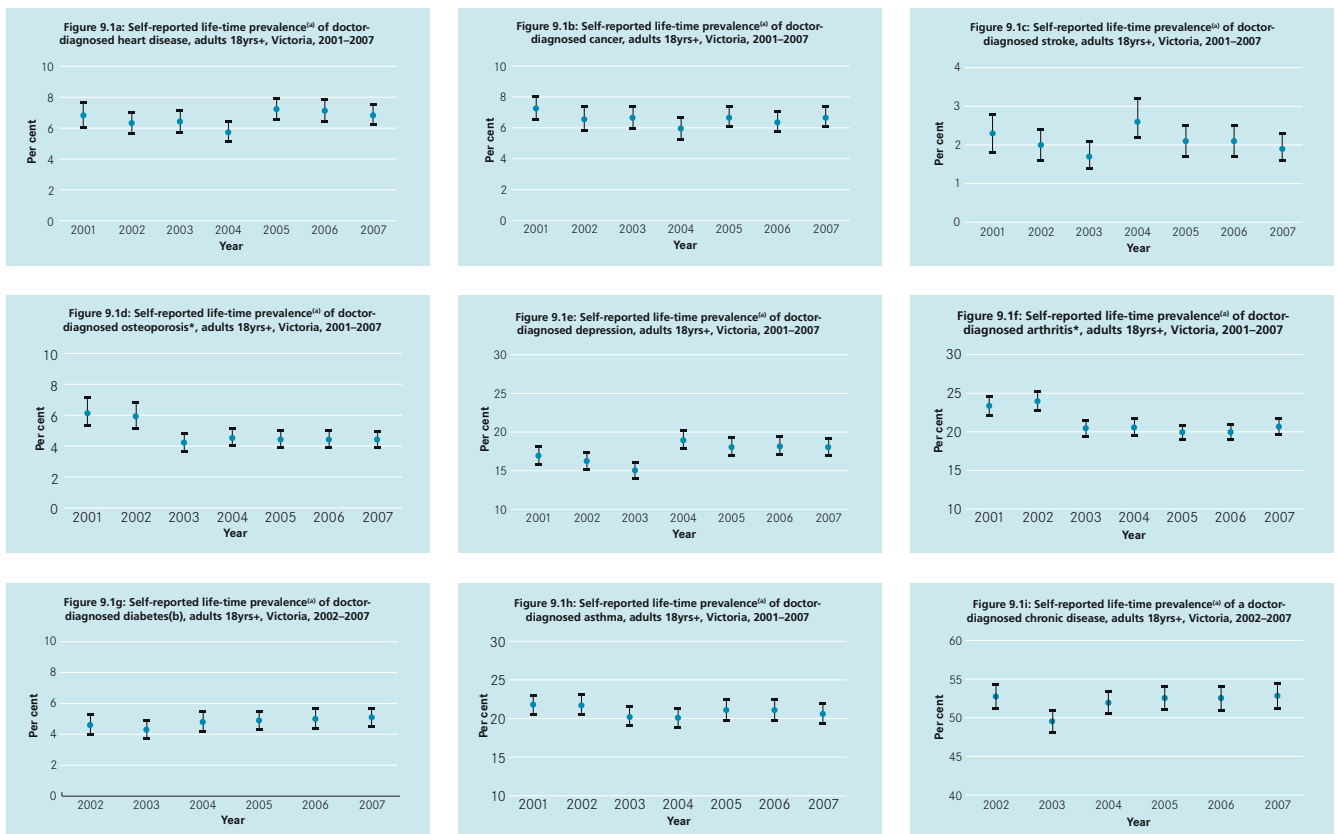 Figure 9.1a: Self-reported life-time prevalence(a) of doctor-
diagnosed heart disease, adults 18yrs+, Victoria, 2001–2007
10
8
6
4
2
0
Per cent
2001 2002 2003 2004 2005 2006 2007
Year
Figure 9.1b: Self-reported life-time prevalence(a) of doctor-
diagnosed cancer, adults 18yrs+, Victoria, 2001–2007
10
8
6
4
2
0
Per cent
2001 2002 2003 2004 2005 2006 2007
Year
Figure 9.1c: Self-reported life-time prevalence(a) of doctor-
diagnosed stroke, adults 18yrs+, Victoria, 2001–2007
4
3
2
1
0
Per cent
2001 2002 2003 2004 2005 2006 2007
Year
Figure 9.1d: Self-reported life-time prevalence(a) of doctor-
diagnosed osteoporosis*, adults 18yrs+, Victoria, 2001–2007
10
8
6
4
2
0
Per cent
2001 2002 2003 2004 2005 2006 2007
Year
Figure 9.1e: Self-reported life-time prevalence(a) of doctor-
diagnosed depression, adults 18yrs+, Victoria, 2001–2007
30
25
20
15
10
Per cent
2001 2002 2003 2004 2005 2006 2007
Year
Figure 9.1f: Self-reported life-time prevalence(a) of doctor-
diagnosed arthritis*, adults 18yrs+, Victoria, 2001–2007
30
25
20
15
10
Per cent
2001 2002 2003 2004 2005 2006 2007
Year
Figure 9.1g: Self-reported life-time prevalence(a) of doctor-
diagnosed diabetes(b), adults 18yrs+, Victoria, 2002–2007
10
8
6
4
2
0
Per cent
2002 2003 2004 2005 2006 2007
Year
Figure 9.1h: Self-reported life-time prevalence(a) of doctor-
diagnosed asthma, adults 18yrs+, Victoria, 2001–2007
30
25
20
15
10
Per cent
2001 2002 2003 2004 2005 2006 2007
Year
Figure 9.1i: Self-reported life-time prevalence(a) of a doctor-
diagnosed chronic disease, adults 18yrs+, Victoria, 2002–2007
60
55
50
45
40
Per cent
2002 2003 2004 2005 2006 2007
Year